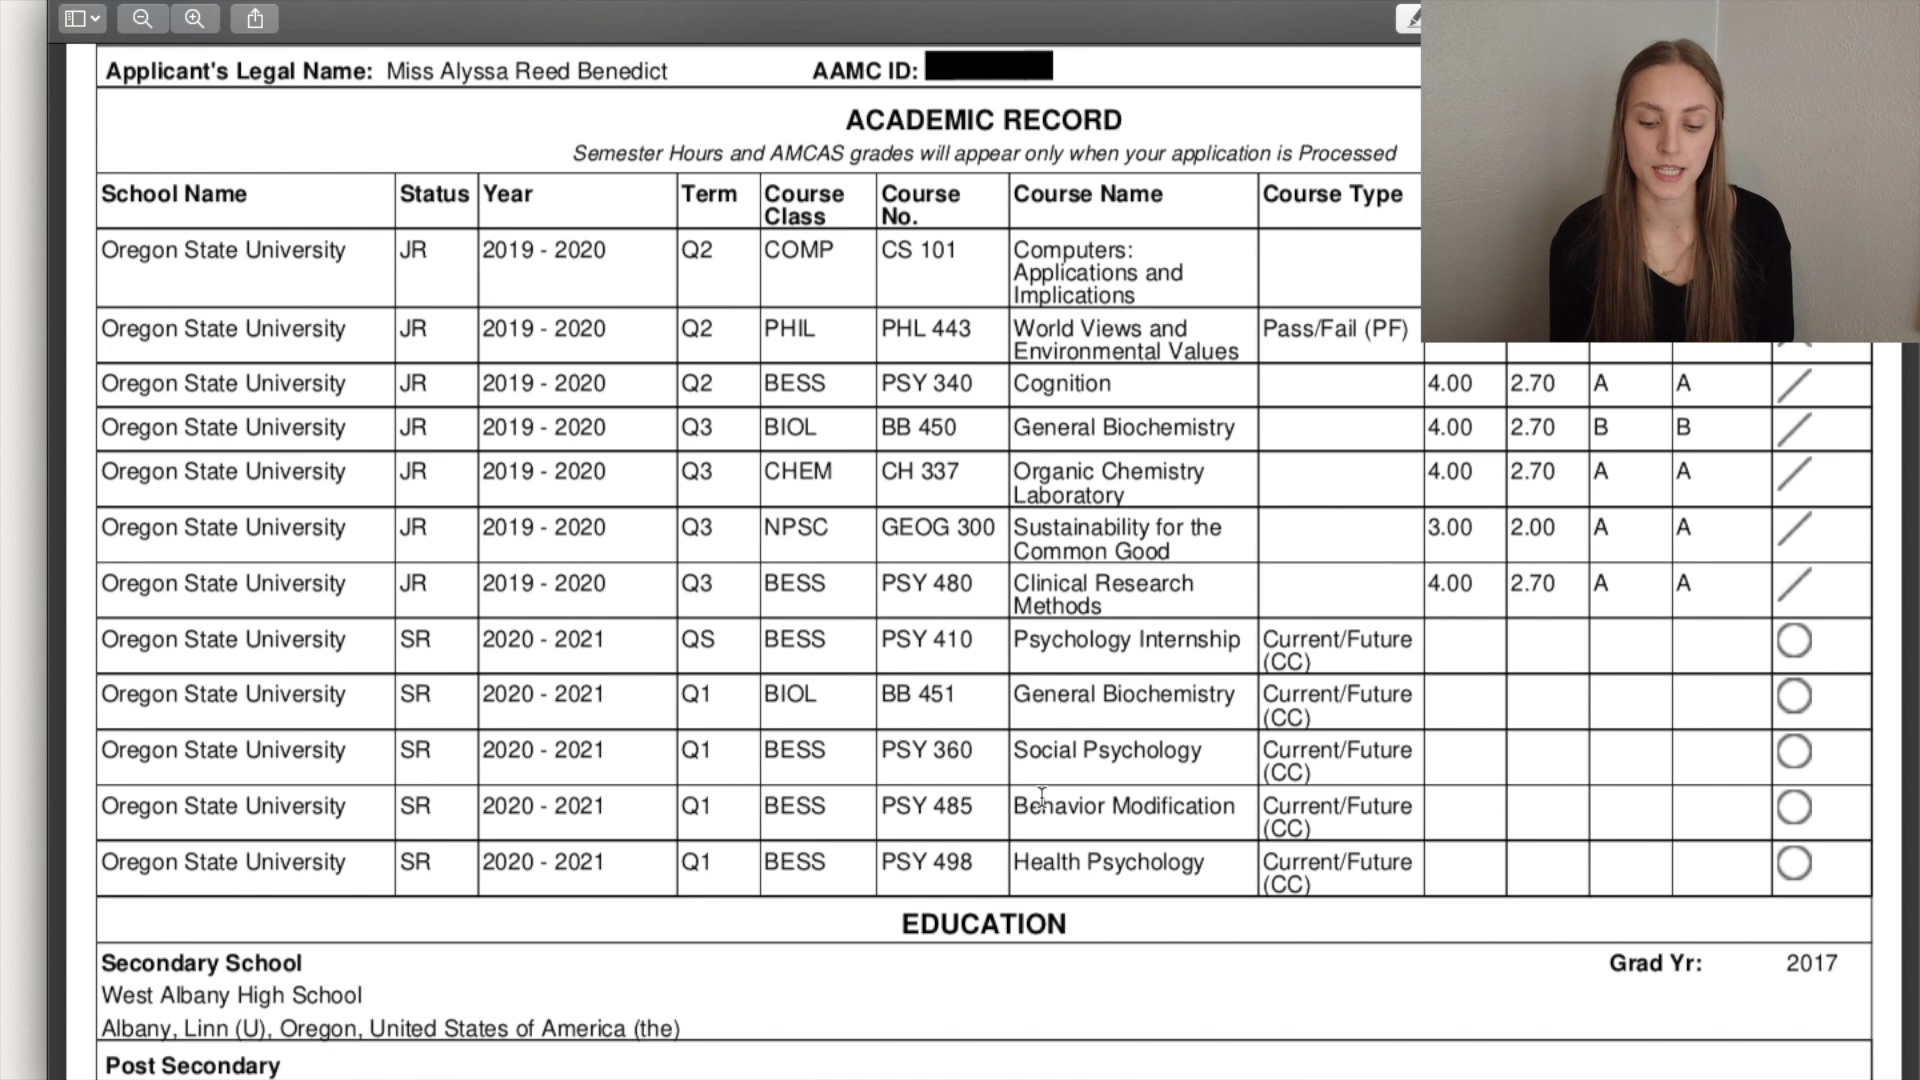 Applicant's Legal Name: Miss Alyssa Reed Benedict AAMC ID:
ACADEMIC RECORD
Semester Hours and AMCAS grades will appear only when your application is Processed
School Name Status Year Term Course Class Course No. Course Name Course Type
Oregon State University JR 2019 - 2020 Q2 COMP CS 101 Computers: Applications and Implications
Oregon State University JR 2019 - 2020 Q2 PHIL PHL 443 World Views and Environmental Values Pass/Fail (PF)
Oregon State University JR 2019 - 2020 Q2 BESS PSY 340 Cognition 4.00 2.70 A A
Oregon State University JR 2019 - 2020 Q3 BIOL BB 450 General Biochemistry 4.00 2.70 B B
Oregon State University JR 2019 - 2020 Q3 CHEM CH 337 Organic Chemistry Laboratory 4.00 2.70 A A
Oregon State University JR 2019 - 2020 Q3 NPSC GEOG 300 Sustainability for the Common Good 3.00 2.00 A A
Oregon State University JR 2019 - 2020 Q3 BESS PSY 480 Clinical Research Methods 4.00 2.70 A A
Oregon State University SR 2020 - 2021 QS BESS PSY 410 Psychology Internship Current/Future (CC)
Oregon State University SR 2020 - 2021 Q1 BIOL BB 451 General Biochemistry Current/Future (CC)
Oregon State University SR 2020 - 2021 Q1 BESS PSY 360 Social Psychology Current/Future (CC)
Oregon State University SR 2020 - 2021 Q1 BESS PSY 485 Behavior Modification Current/Future (CC)
Oregon State University SR 2020 - 2021 Q1 BESS PSY 498 Health Psychology Current/Future (CC)
EDUCATION
Secondary School Grad Yr: 2017
West Albany High School
Albany, Linn (U), Oregon, United States of America (the)
Post Secondary